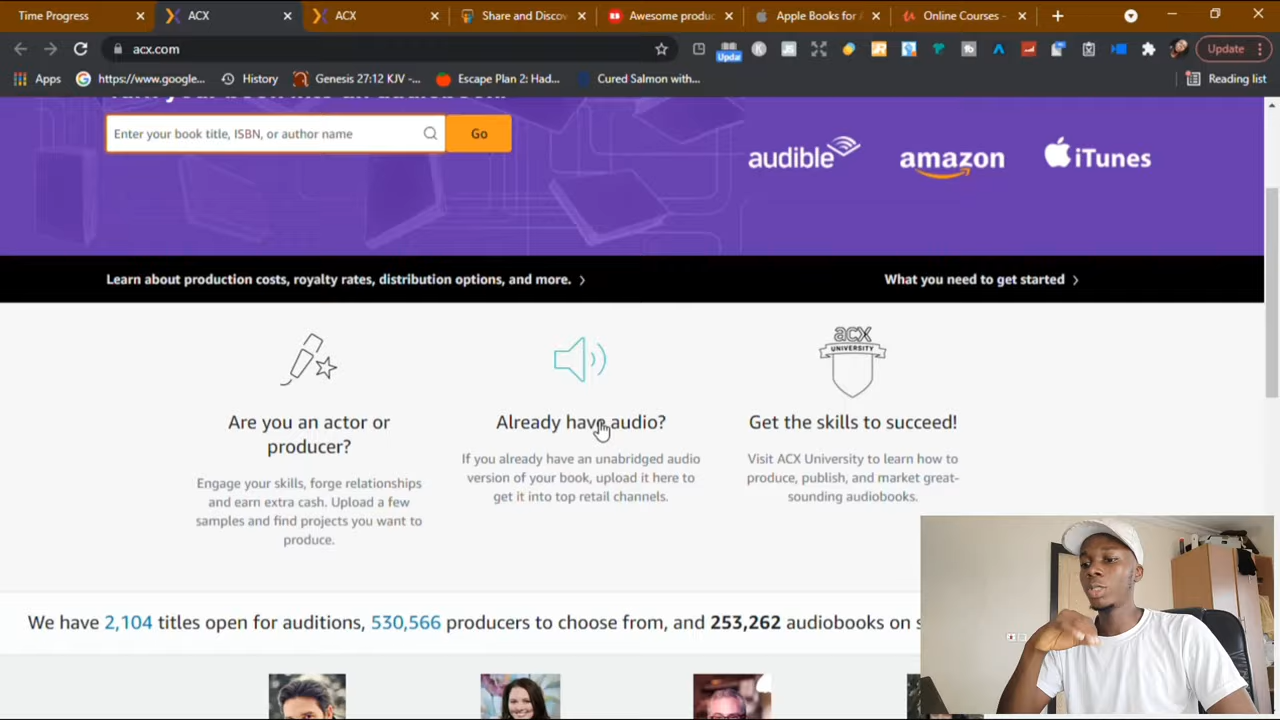 Time Progress
ACX
ACX
Share and Discov
Awesome produc
Apple Books for A
Online Courses -
acx.com
Update
Apps
https://www.google...
History
Genesis 27:12 KJV -...
Escape Plan 2: Had...
Cured Salmon with...
Reading list
Updat
Enter your book title, ISBN, or author name
Go
audible
amazon
iTunes
Learn about production costs, royalty rates, distribution options, and more.
What you need to get started
acx
UNIVERSITY
Are you an actor or
producer?
Engage your skills, forge relationships
and earn extra cash. Upload a few
samples and find projects you want to
produce.
Already have audio?
If you already have an unabridged audio
version of your book, upload it here to
get it into top retail channels.
Get the skills to succeed!
Visit ACX University to learn how to
produce, publish, and market great-
sounding audiobooks.
We have 2,104 titles open for auditions, 530,566 producers to choose from, and 253,262 audiobooks on s